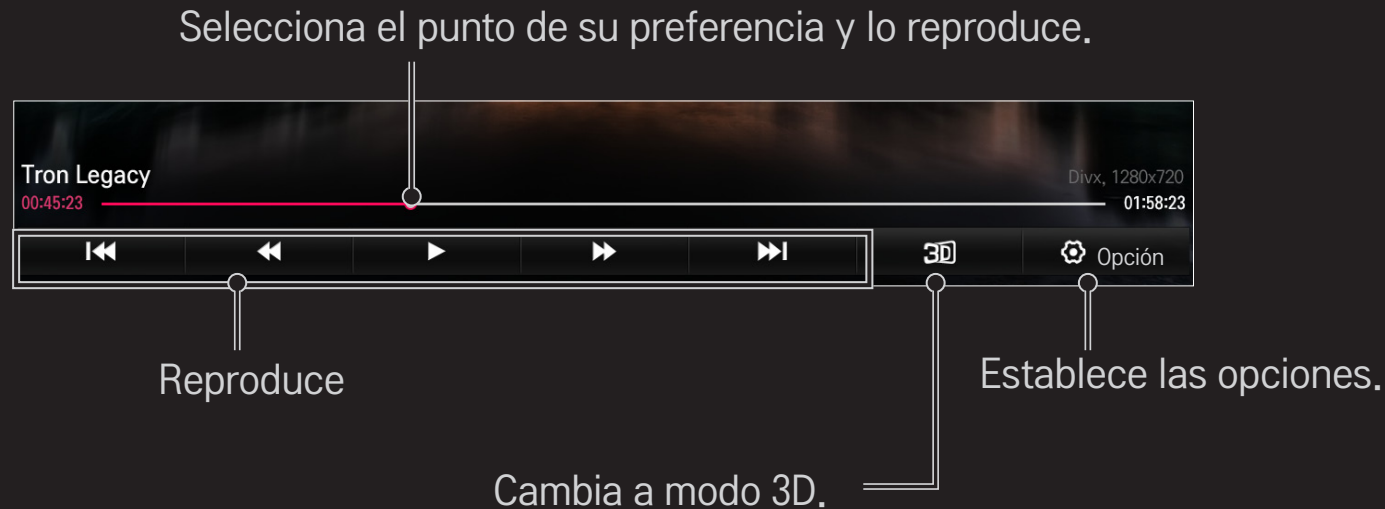 Selecciona el punto de su preferencia y lo reproduce.
Tron Legacy
Divx, 1280x720
00:45:23
01:58:23
3D
Opción
Reproduce
Establece las opciones.
Cambia a modo 3D.